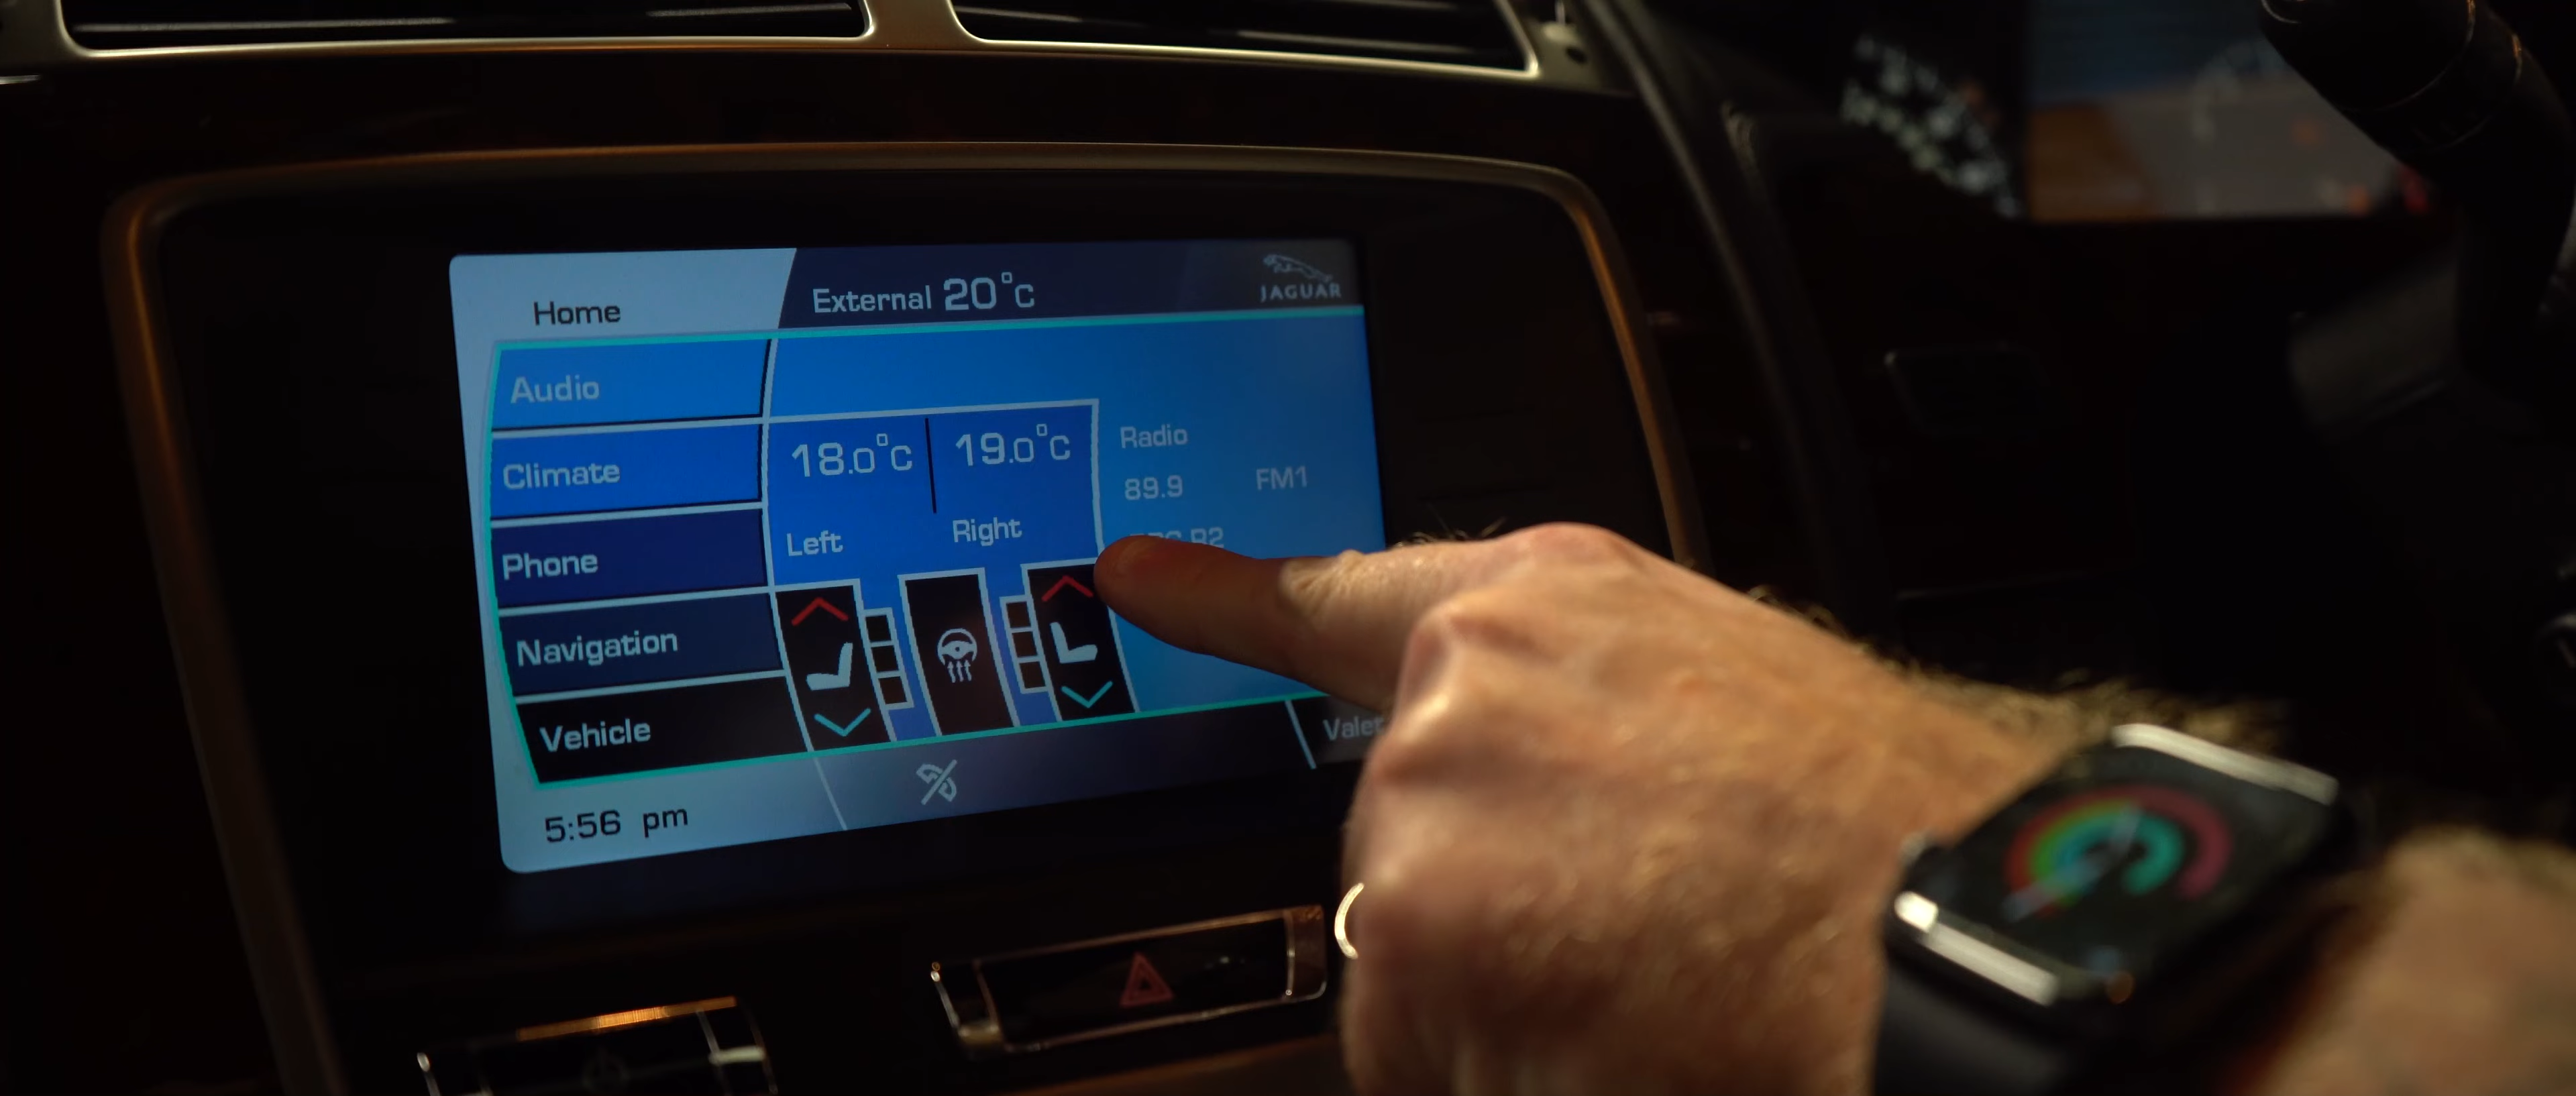 Home
External 20°C
JAGUAR
Audio
Climate
Phone
Navigation
Vehicle
18.0°C
19.0°C
Left
Right
Radio
89.9
FM1
R2
5:56 pm